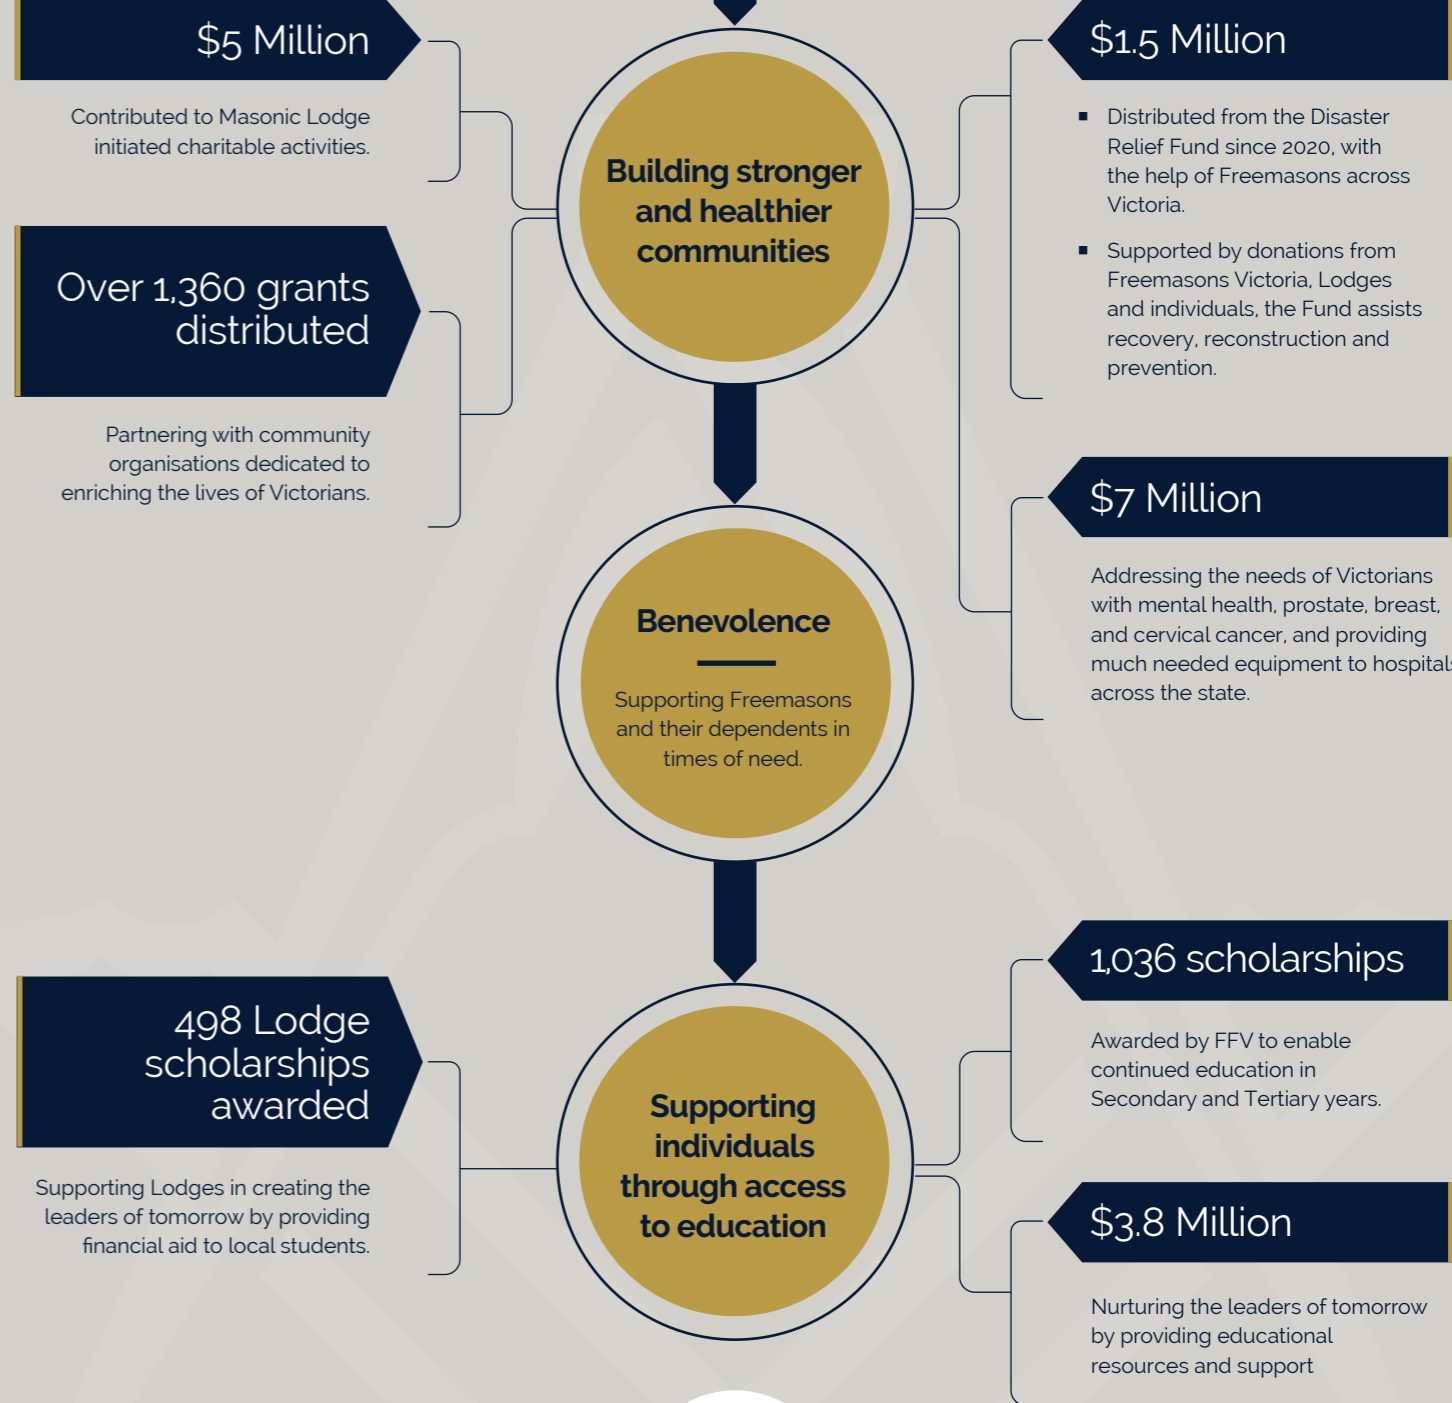 $5 Million
Contributed to Masonic Lodge
initiated charitable activities.
Over 1,360 grants
distributed
Partnering with community
organisations dedicated to
enriching the lives of Victorians.
Building stronger
and healthier
communities
$1.5 Million
▪ Distributed from the Disaster
Relief Fund since 2020, with
the help of Freemasons across
Victoria.
▪ Supported by donations from
Freemasons Victoria, Lodges
and individuals, the Fund assists
recovery, reconstruction and
prevention.
$7 Million
Addressing the needs of Victorians
with mental health, prostate, breast,
and cervical cancer, and providing
much needed equipment to hospitals
across the state.
Benevolence
Supporting Freemasons
and their dependents in
times of need.
498 Lodge
scholarships
awarded
Supporting Lodges in creating the
leaders of tomorrow by providing
financial aid to local students.
Supporting
individuals
through access
to education
1,036 scholarships
Awarded by FFV to enable
continued education in
Secondary and Tertiary years.
$3.8 Million
Nurturing the leaders of tomorrow
by providing educational
resources and support